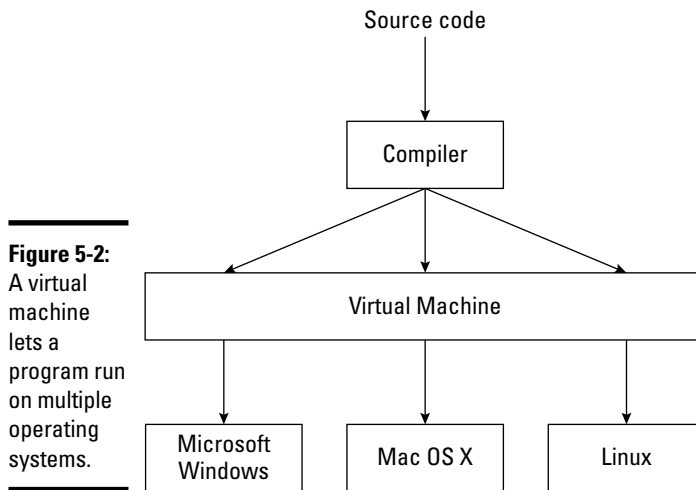 Source code
Compiler
Figure 5-2:
A virtual
machine
lets a
program run
on multiple
operating
systems.
Virtual Machine
Microsoft
Windows
Mac OS X
Linux